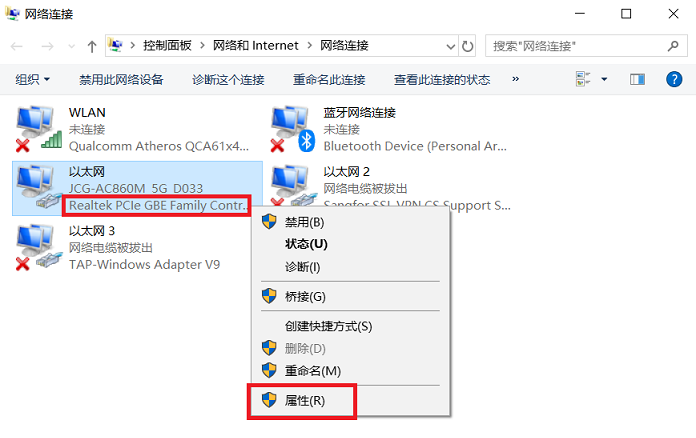 网络连接
控制面板 > 网络和 Internet > 网络连接
搜索"网络连接"
组织 禁用此网络设备 诊断这个连接 重命名此连接 查看此连接的状态 »
WLAN
未连接
Qualcomm Atheros QCA61x4...
蓝牙网络连接
未连接
Bluetooth Device (Personal Ar...
以太网
JCG-AC860M_5G_D033
Realtek PCIe GBE Family Contr...
以太网 2
网络电缆被拔出
Sangfor SSL VPN CS Support S...
以太网 3
网络电缆被拔出
TAP-Windows Adapter V9
禁用(B)
状态(U)
诊断(I)
桥接(G)
创建快捷方式(S)
删除(D)
重命名(M)
属性(R)